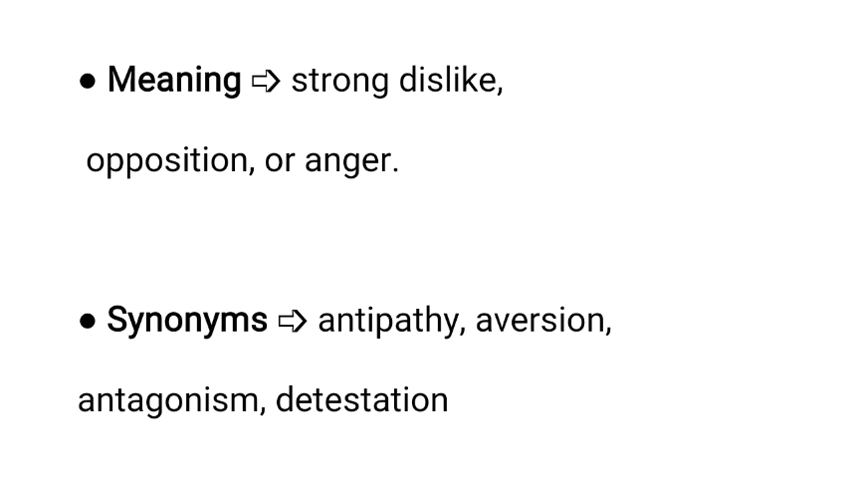 ● Meaning ➩ strong dislike,
opposition, or anger.
● Synonyms ➩ antipathy, aversion,
antagonism, detestation